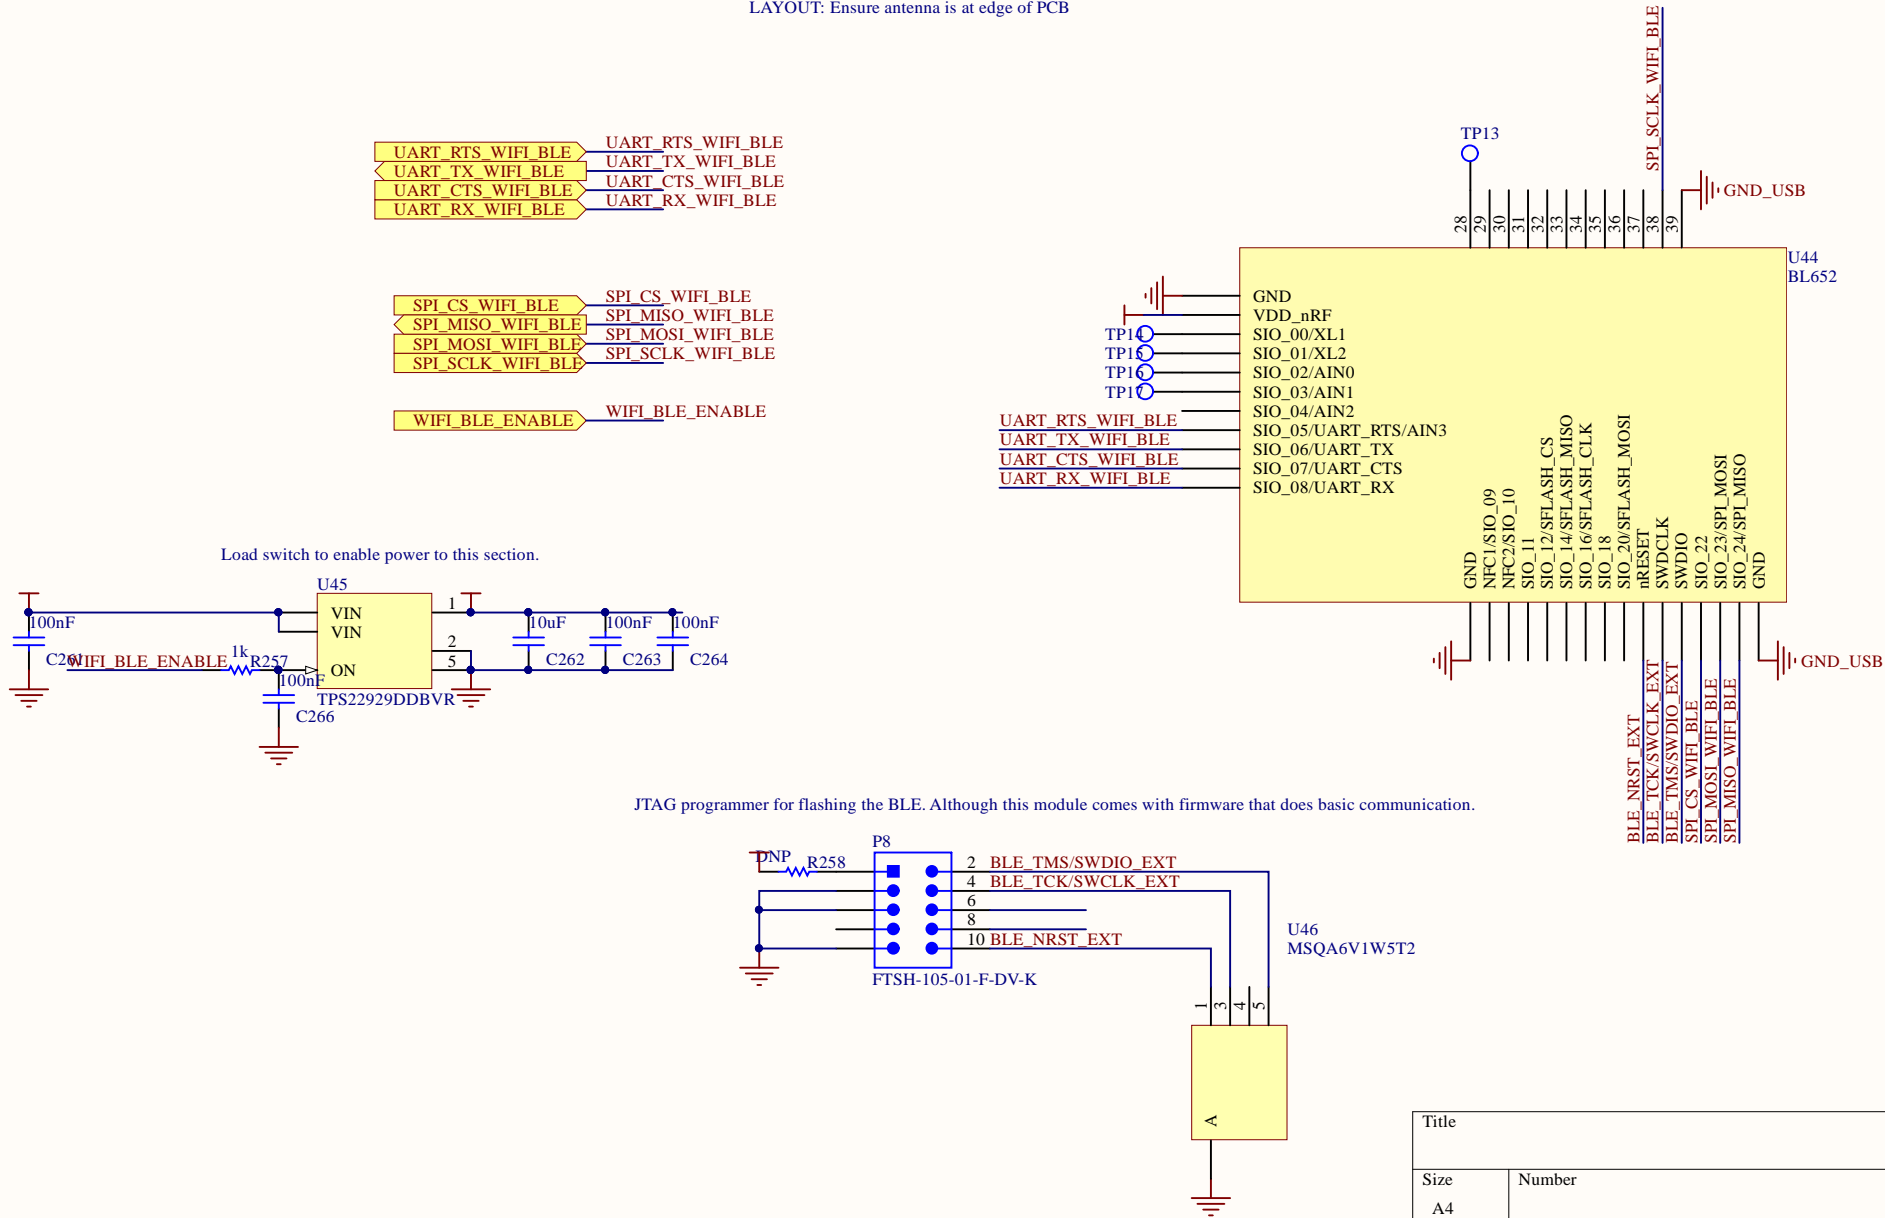 LAYOUT: Ensure antenna is at edge of PCB
SPI_SCLK_WIFI_BLE
TP13
UART_RTS_WIFI_BLE UART_RTS_WIFI_BLE
UART_TX_WIFI_BLE UART_TX_WIFI_BLE
UART_CTS_WIFI_BLE UART_CTS_WIFI_BLE
UART_RX_WIFI_BLE UART_RX_WIFI_BLE
GND_USB
28 29 30 31 32 33 34 35 36 37 38 39
U44
BL652
SPI_CS_WIFI_BLE SPI_CS_WIFI_BLE
SPI_MISO_WIFI_BLE SPI_MISO_WIFI_BLE
SPI_MOSI_WIFI_BLE SPI_MOSI_WIFI_BLE
SPI_SCLK_WIFI_BLE SPI_SCLK_WIFI_BLE
WIFI_BLE_ENABLE WIFI_BLE_ENABLE
GND
VDD_nRF
TP14 SIO_00/XL1
TP15 SIO_01/XL2
TP16 SIO_02/AIN0
TP17 SIO_03/AIN1
SIO_04/AIN2
UART_RTS_WIFI_BLE SIO_05/UART_RTS/AIN3
UART_TX_WIFI_BLE SIO_06/UART_TX
UART_CTS_WIFI_BLE SIO_07/UART_CTS
UART_RX_WIFI_BLE SIO_08/UART_RX
GND
NFC1/SIO_09
NFC2/SIO_10
SIO_11
SIO_12/SFLASH_CS
SIO_14/SFLASH_MISO
SIO_16/SFLASH_CLK
SIO_18
SIO_20/SFLASH_MOSI
nRESET
SWDCLK
SWDIO
SIO_22
SIO_23/SPI_MOSI
SIO_24/SPI_MISO
GND
GND_USB
BLE_NRST_EXT
BLE_TCK/SWCLK_EXT
BLE_TMS/SWDIO_EXT
SPI_CS_WIFI_BLE
SPI_MOSI_WIFI_BLE
SPI_MISO_WIFI_BLE
Load switch to enable power to this section.
U45
VIN 1
VIN
2
ON 5
TPS22929DDBVR
100nF
C261
WIFI_BLE_ENABLE
1k
R257
100nF
C266
10uF
C262
100nF
C263
100nF
C264
JTAG programmer for flashing the BLE. Although this module comes with firmware that does basic communication.
P8
DNP R258
2 BLE_TMS/SWDIO_EXT
4 BLE_TCK/SWCLK_EXT
6
8
10 BLE_NRST_EXT
FTSH-105-01-F-DV-K
U46
MSQA6V1W5T2
1 3 4 5
A
Title
Size Number
A4